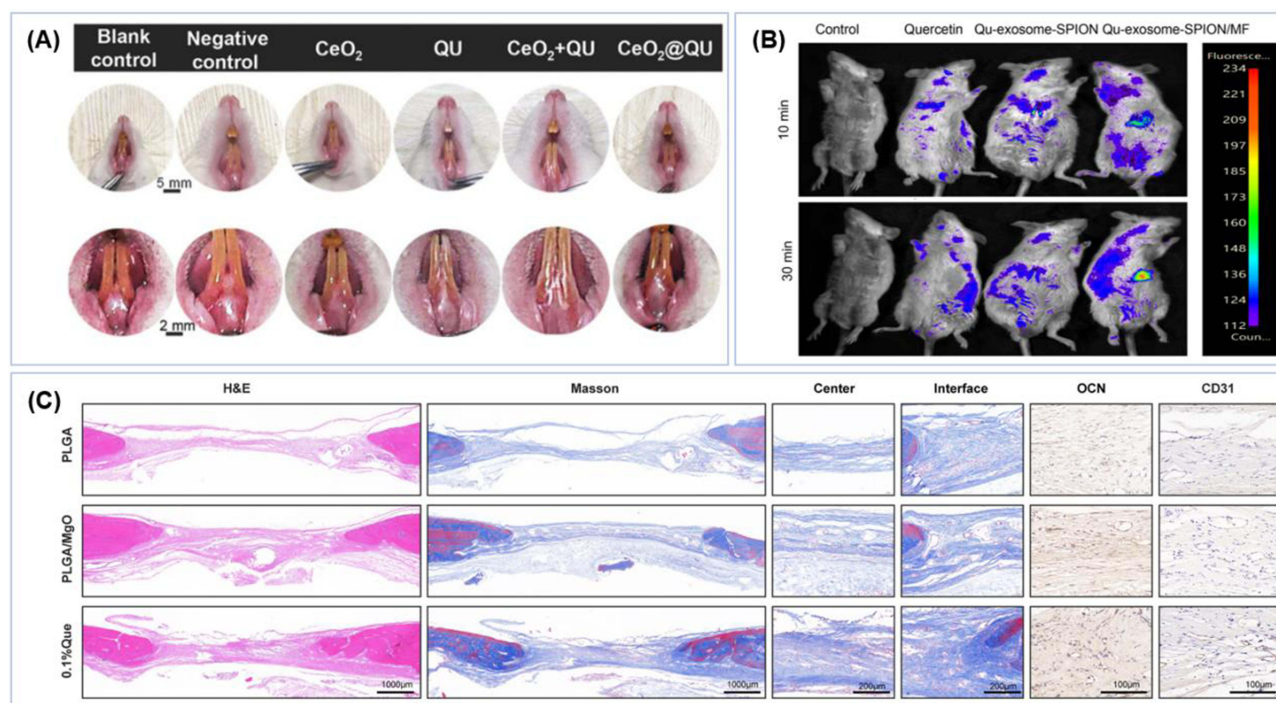 (A)
Blank control
Negative control
CeO₂
QU
CeO₂+QU
CeO₂@QU
5 mm
2 mm
(B)
Control
Quercetin
Qu-exosome-SPION
Qu-exosome-SPION/MF
10 min
30 min
Fluoresce...
234
221
209
197
185
173
160
148
136
124
112
Coun...
(C)
H&E
Masson
Center
Interface
OCN
CD31
PLGA
PLGA/MgO
0.1%Que
1000μm
1000μm
200μm
200μm
100μm
100μm